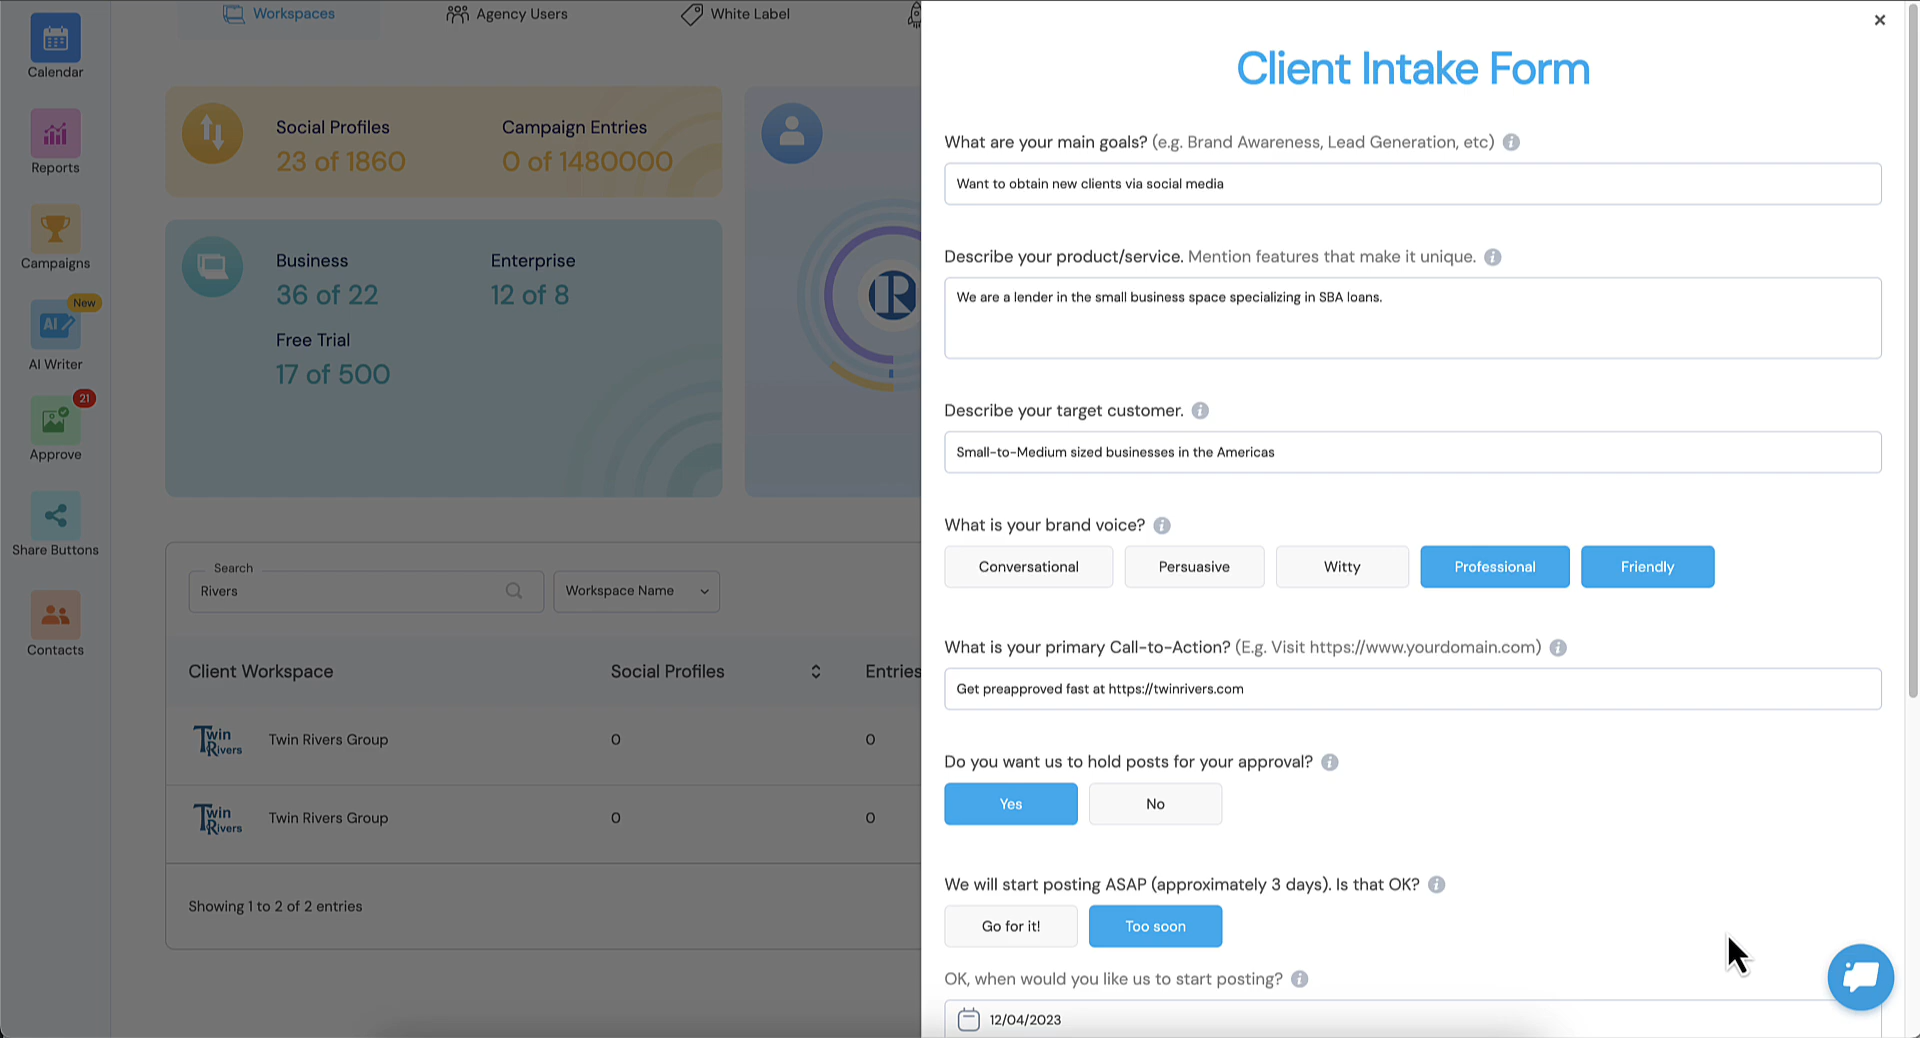 Workspaces
Agency Users
White Label
Calendar
Reports
Campaigns
New
AI
AI Writer
21
Approve
Share Buttons
Contacts
Social Profiles
23 of 1860
Campaign Entries
0 of 1480000
Business
36 of 22
Enterprise
12 of 8
Free Trial
17 of 500
R
Search
Rivers
Workspace Name
Client Workspace
Social Profiles
Entries
Twin Rivers
Twin Rivers Group
0
0
Twin Rivers
Twin Rivers Group
0
0
Showing 1 to 2 of 2 entries
×
Client Intake Form
What are your main goals? (e.g. Brand Awareness, Lead Generation, etc) i
Want to obtain new clients via social media
Describe your product/service. Mention features that make it unique. i
We are a lender in the small business space specializing in SBA loans.
Describe your target customer. i
Small-to-Medium sized businesses in the Americas
What is your brand voice? i
Conversational Persuasive Witty Professional Friendly
What is your primary Call-to-Action? (E.g. Visit https://www.yourdomain.com) i
Get preapproved fast at https://twinrivers.com
Do you want us to hold posts for your approval? i
Yes No
We will start posting ASAP (approximately 3 days). Is that OK? i
Go for it! Too soon
OK, when would you like us to start posting? i
12/04/2023